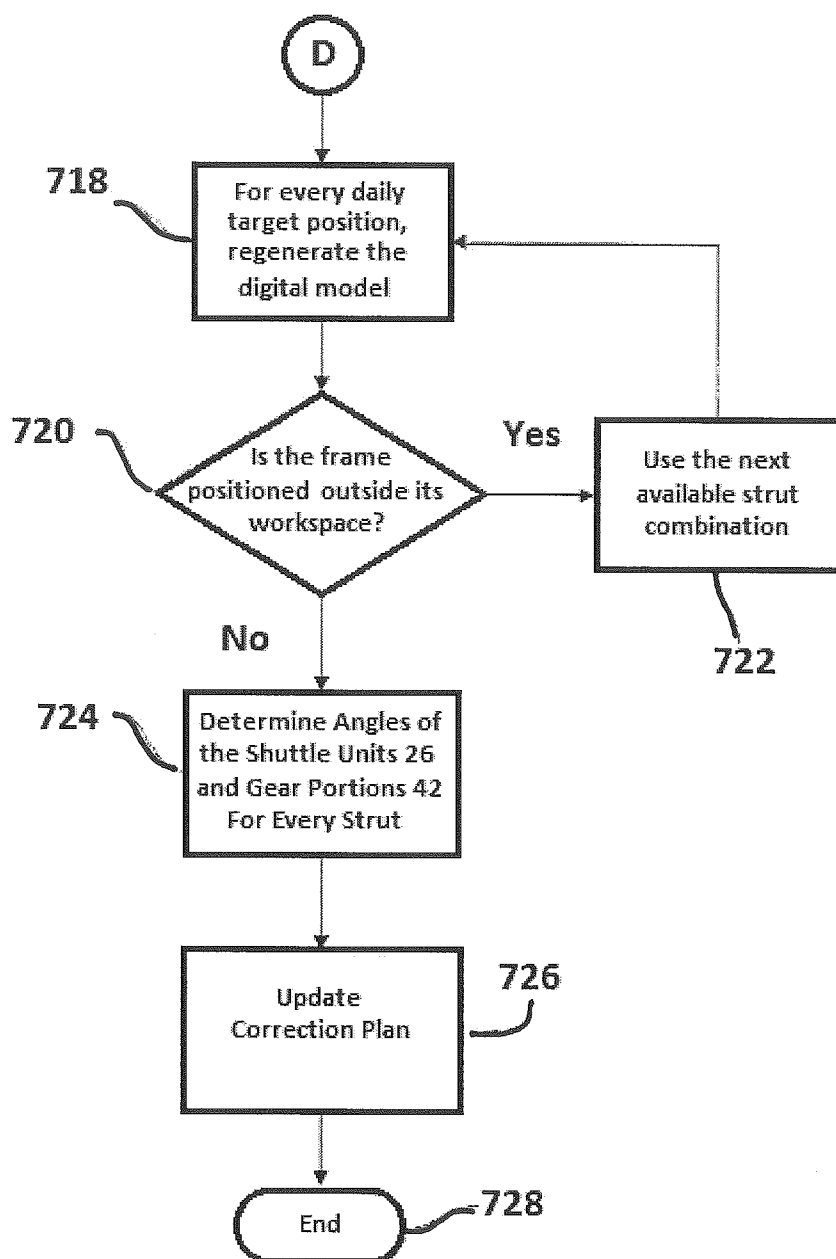 D
718
For every daily
target position,
regenerate the
digital model
720
Is the frame
positioned outside its
workspace?
Yes
Use the next
available strut
combination
722
No
724
Determine Angles of
the Shuttle Units 26
and Gear Portions 42
For Every Strut
Update
Correction Plan
726
End
728